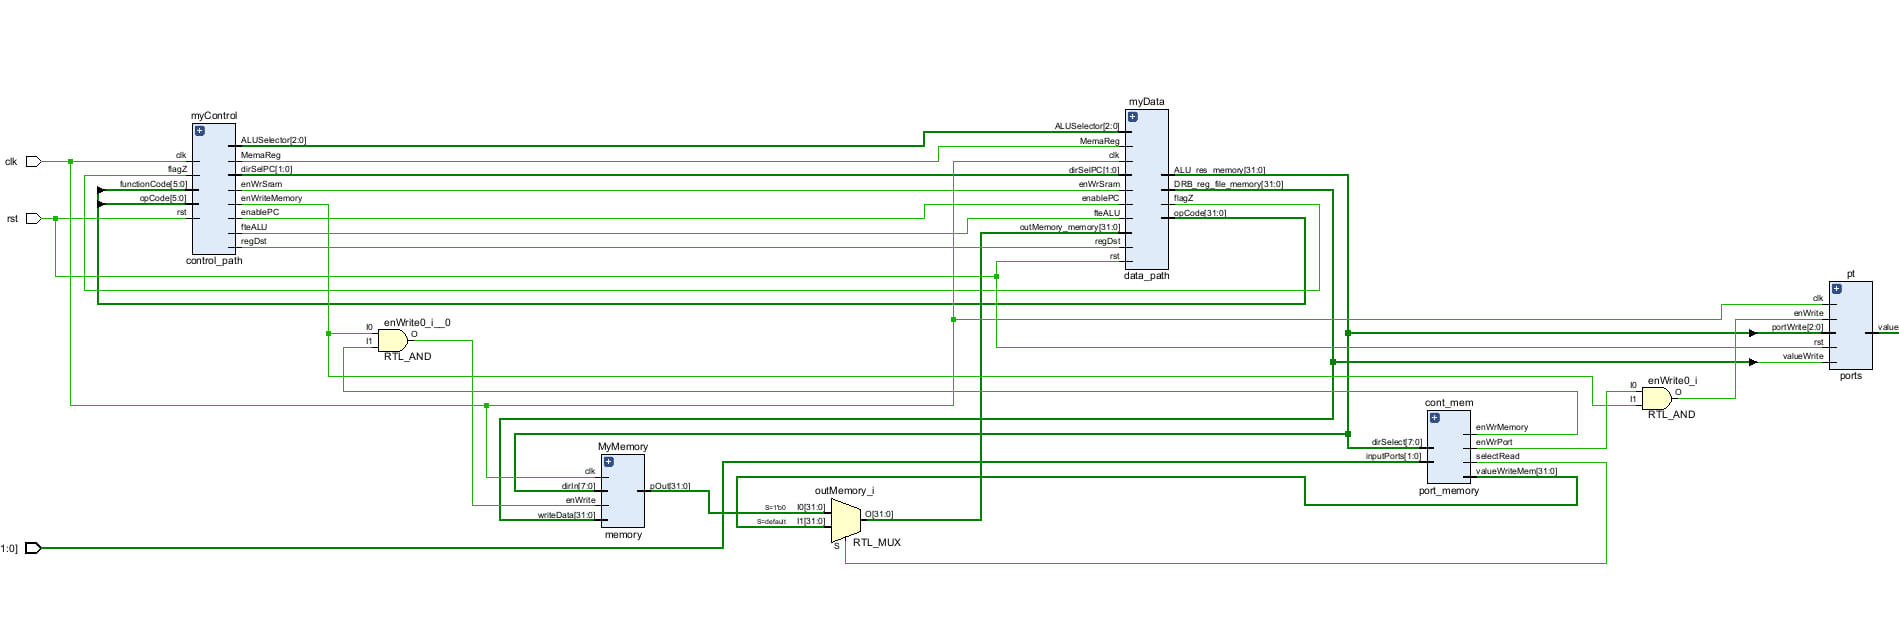 myControl
clk
flagZ
functionCode[5:0]
opCode[5:0]
rst
ALUSelector[2:0]
MemaReg
dirSelPC[1:0]
enWrSram
enWriteMemory
enablePC
fteALU
regDst
control_path
clk
rst
myData
ALUSelector[2:0]
MemaReg
clk
dirSelPC[1:0]
enWrSram
enablePC
fteALU
outMemory_memory[31:0]
regDst
rst
ALU_res_memory[31:0]
DRB_reg_file_memory[31:0]
flagZ
opCode[31:0]
data_path
pt
clk
enWrite
portWrite[2:0]
rst
valueWrite
value
ports
enWrite0_i__0
I0
I1
O
RTL_AND
enWrite0_i
I0
I1
O
RTL_AND
cont_mem
dirSelect[7:0]
inputPorts[1:0]
enWrMemory
enWrPort
selectRead
valueWriteMem[31:0]
port_memory
MyMemory
clk
dirIn[7:0]
enWrite
writeData[31:0]
pOut[31:0]
memory
outMemory_i
S=1'b0 I0[31:0]
S=default I1[31:0]
O[31:0]
S
RTL_MUX
1:0]